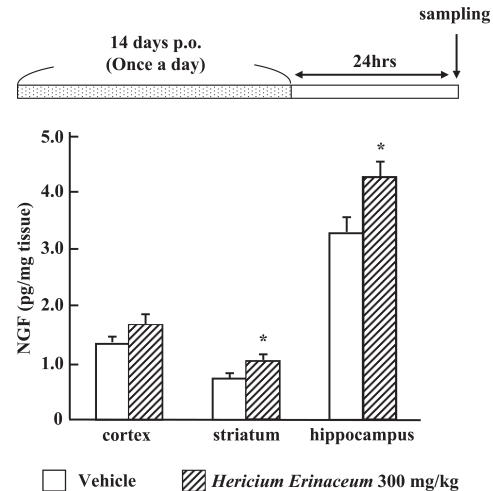 sampling
14 days p.o.
(Once a day)
24hrs
5.0
4.0
3.0
2.0
1.0
0
NGF (pg/mg tissue)
*
*
cortex striatum hippocampus
Vehicle Hericium Erinaceum 300 mg/kg